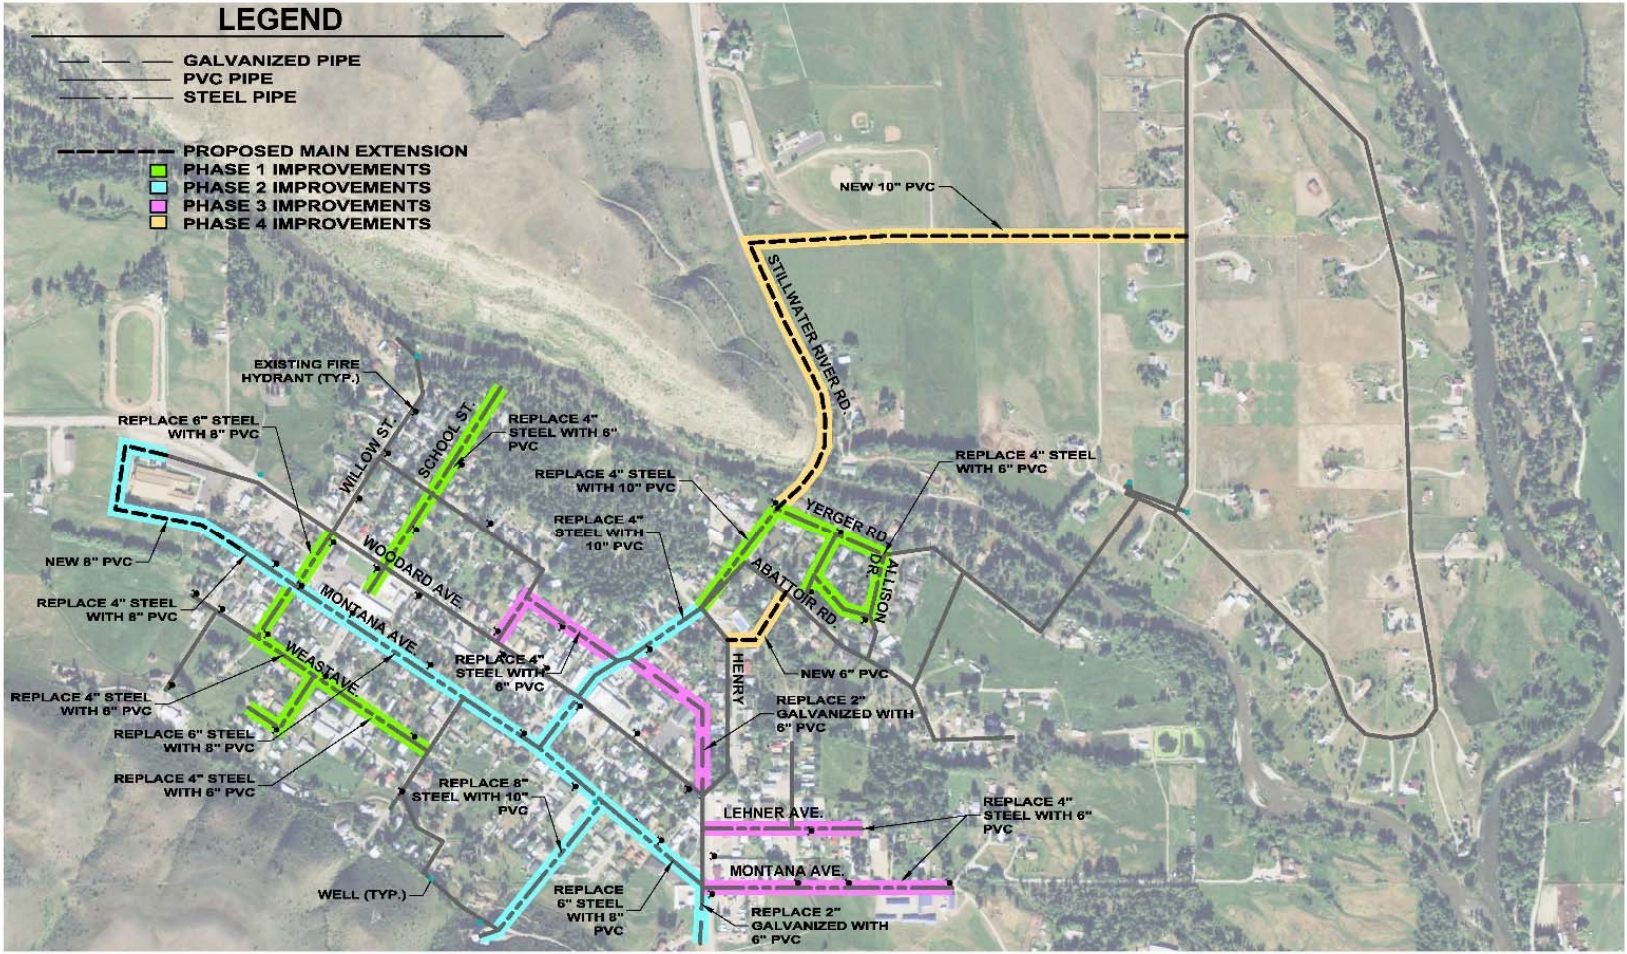 LEGEND
GALVANIZED PIPE
PVC PIPE
STEEL PIPE
PROPOSED MAIN EXTENSION
PHASE 1 IMPROVEMENTS
PHASE 2 IMPROVEMENTS
PHASE 3 IMPROVEMENTS
PHASE 4 IMPROVEMENTS
NEW 10" PVC
STILLWATER RIVER RD.
EXISTING FIRE
HYDRANT (TYP.)
REPLACE 6" STEEL
WITH 8" PVC
WILLOW ST.
SCHOOL ST.
REPLACE 4"
STEEL WITH 6"
PVC
REPLACE 4" STEEL
WITH 10" PVC
REPLACE 4" STEEL
WITH 6" PVC
REPLACE 4"
STEEL WITH
10" PVC
YERGER RD.
ALLISON
DR.
ABATTOIR RD.
WOODARD AVE.
NEW 8" PVC
REPLACE 4" STEEL
WITH 8" PVC
MONTANA AVE.
WEAST AVE.
REPLACE 4"
STEEL WITH
6" PVC
HENRY
NEW 6" PVC
REPLACE 4" STEEL
WITH 6" PVC
REPLACE 2"
GALVANIZED WITH
6" PVC
REPLACE 6" STEEL
WITH 8" PVC
REPLACE 4" STEEL
WITH 6" PVC
REPLACE 8"
STEEL WITH 10"
PVC
LEHNER AVE.
REPLACE 4"
STEEL WITH 6"
PVC
MONTANA AVE.
WELL (TYP.)
REPLACE
6" STEEL
WITH 8"
PVC
REPLACE 2"
GALVANIZED WITH
6" PVC